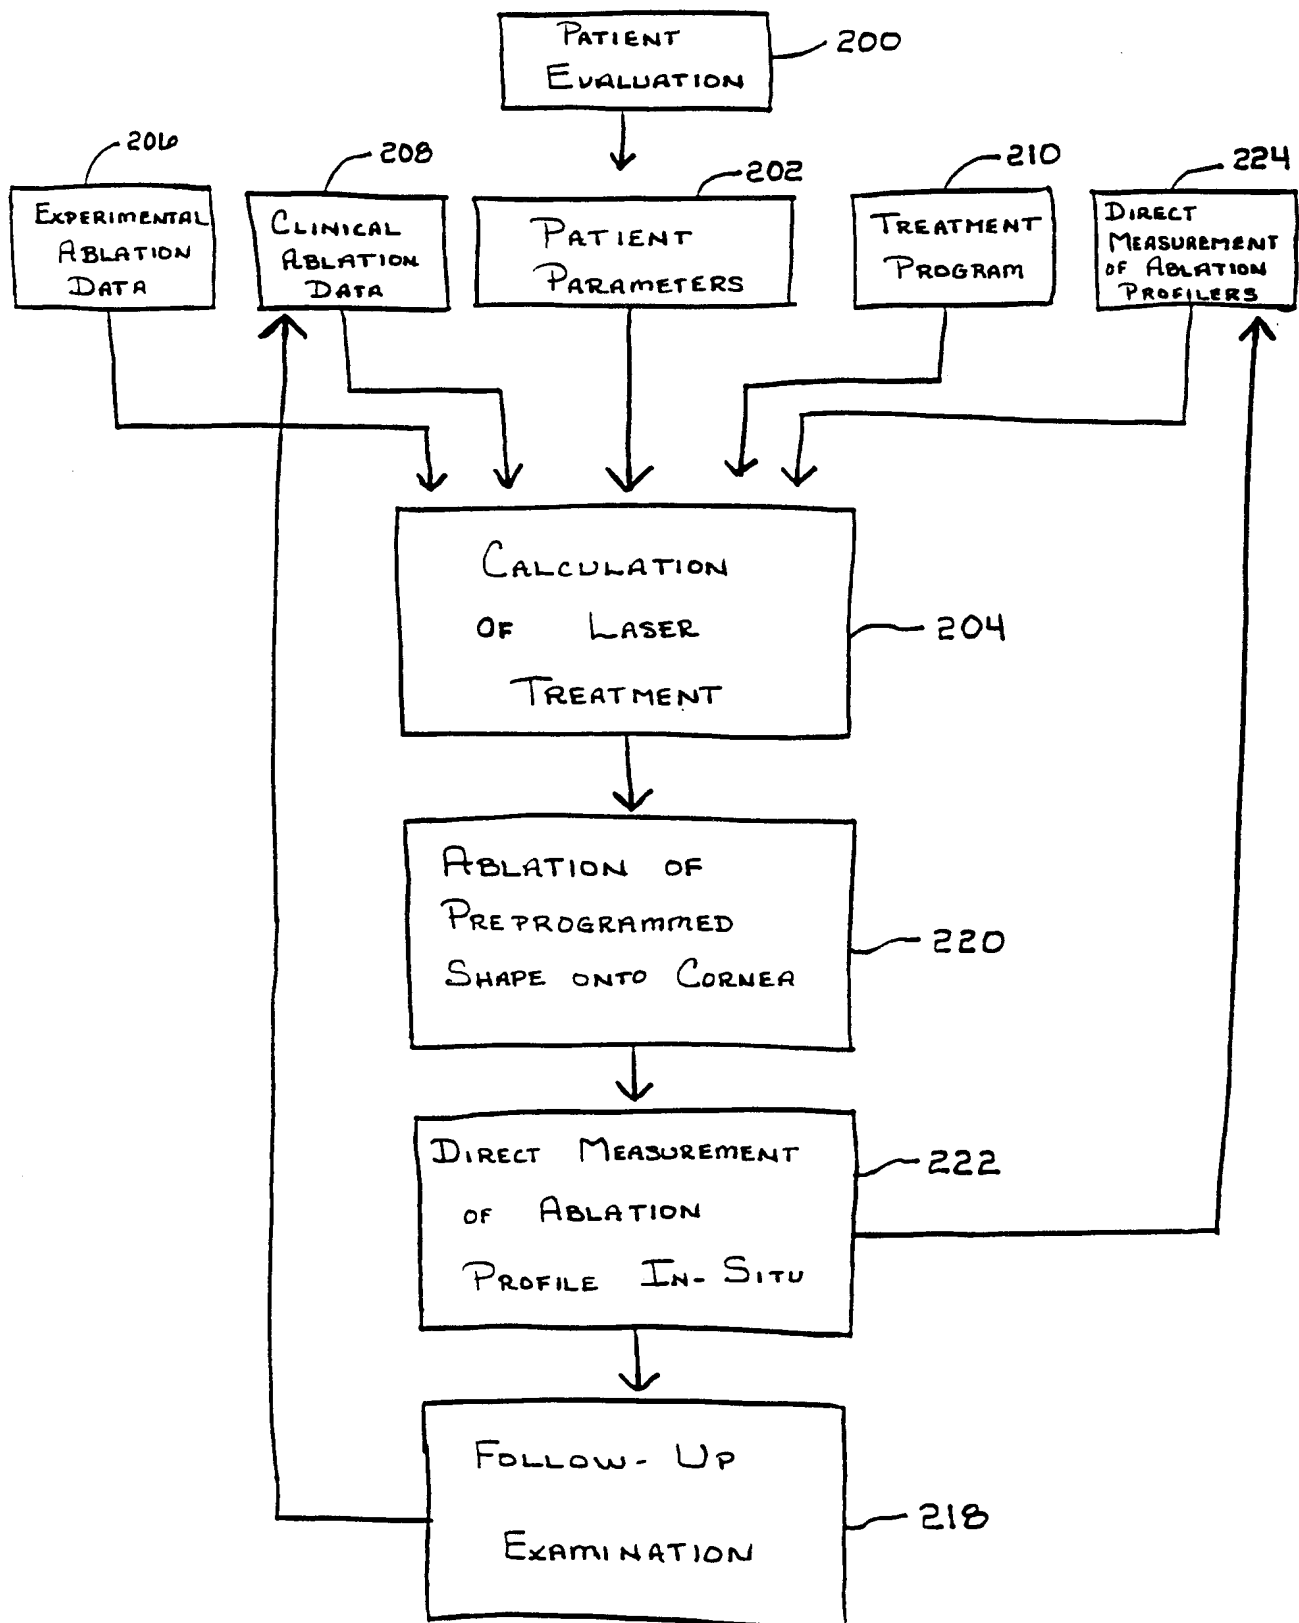 PATIENT
EVALUATION
200
206
208
202
210
224
EXPERIMENTAL
ABLATION
DATA
CLINICAL
ABLATION
DATA
PATIENT
PARAMETERS
TREATMENT
PROGRAM
DIRECT
MEASUREMENT
OF ABLATION
PROFILERS
CALCULATION
OF LASER
TREATMENT
204
ABLATION OF
PREPROGRAMMED
SHAPE ONTO CORNEA
220
DIRECT MEASUREMENT
OF ABLATION
PROFILE IN-SITU
222
FOLLOW-UP
EXAMINATION
218